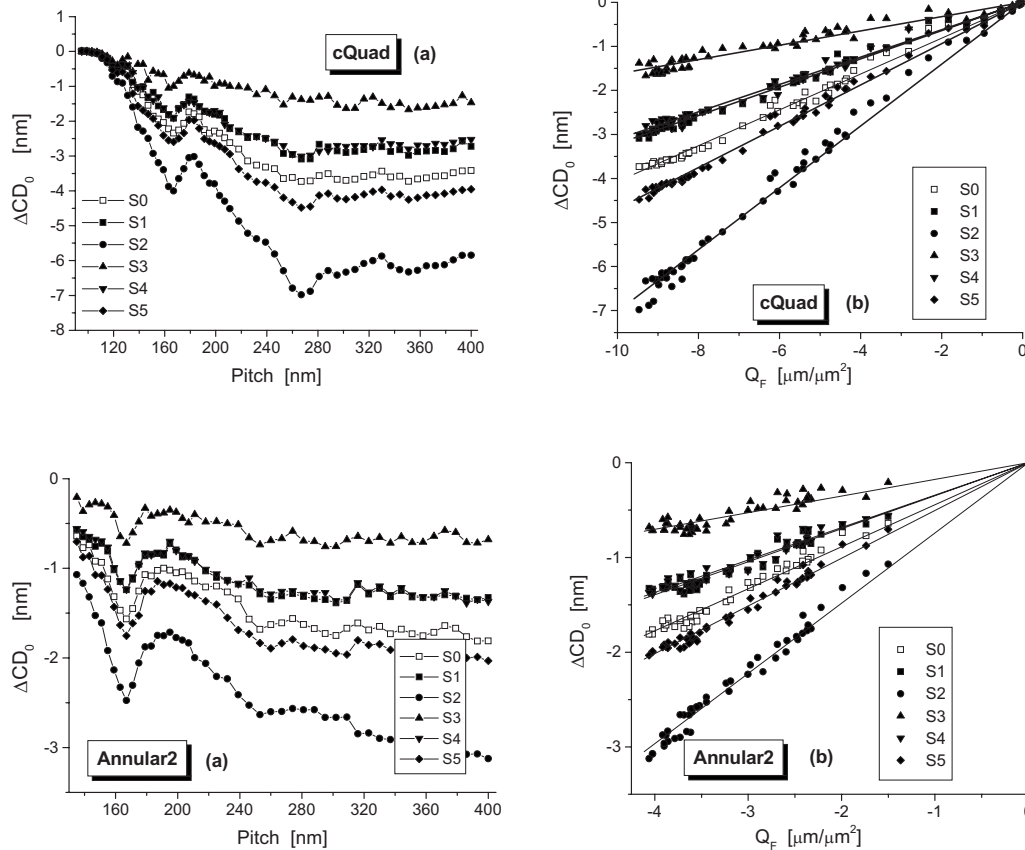 1
0
-1
-2
-3
-4
-5
-6
-7
-8
ΔCD₀ [nm]
cQuad (a)
S0
S1
S2
S3
S4
S5
120 160 200 240 280 320 360 400
Pitch [nm]
0
-1
-2
-3
-4
-5
-6
-7
ΔCD₀ [nm]
S0
S1
S2
S3
S4
S5
cQuad (b)
-10 -8 -6 -4 -2 0
Q_F [μm/μm²]
0
-1
-2
-3
ΔCD₀ [nm]
S0
S1
S2
S3
S4
S5
Annular2 (a)
160 200 240 280 320 360 400
Pitch [nm]
0
-1
-2
-3
ΔCD₀ [nm]
S0
S1
S2
S3
S4
S5
Annular2 (b)
-4 -3 -2 -1 0
Q_F [μm/μm²]